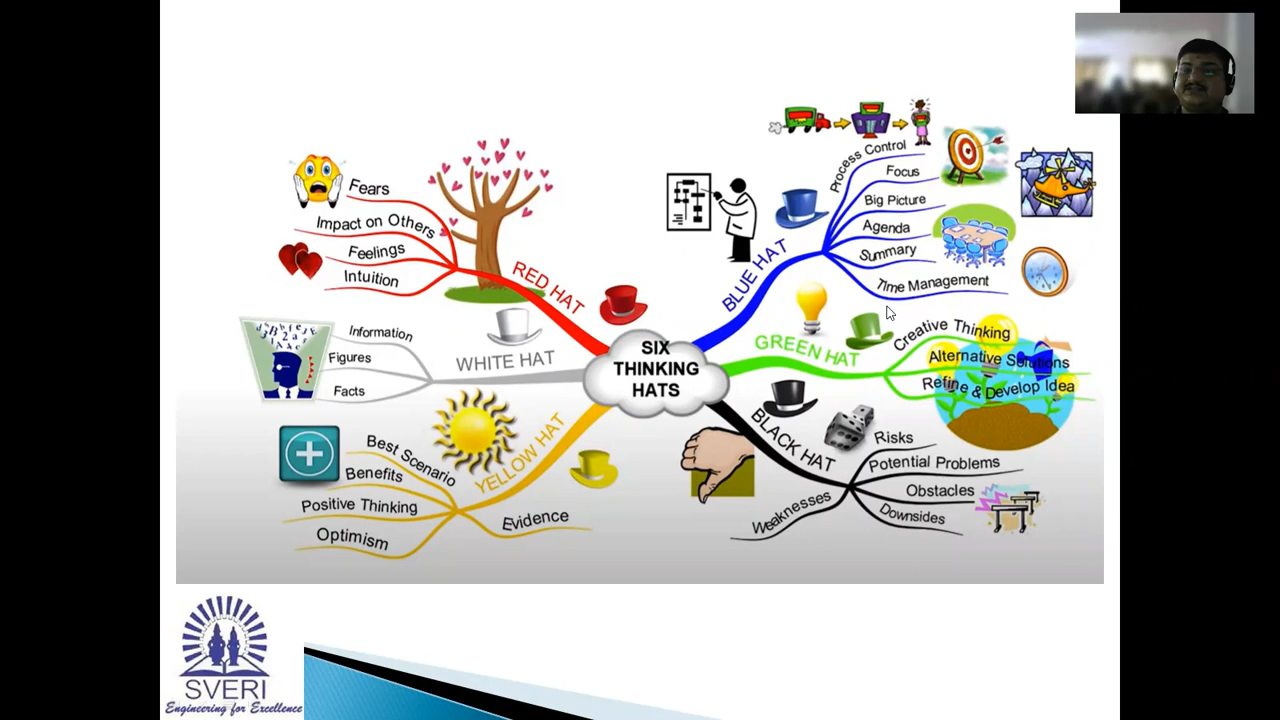 SIX
THINKING
HATS
RED HAT
Fears
Impact on Others
Feelings
Intuition
WHITE HAT
Information
Figures
Facts
YELLOW HAT
Best Scenario
Benefits
Positive Thinking
Optimism
Evidence
BLUE HAT
Process Control
Focus
Big Picture
Agenda
Summary
Time Management
GREEN HAT
Creative Thinking
Alternative Solutions
Refine & Develop Idea
BLACK HAT
Risks
Potential Problems
Obstacles
Downsides
Weaknesses
SVERI
Engineering for Excellence